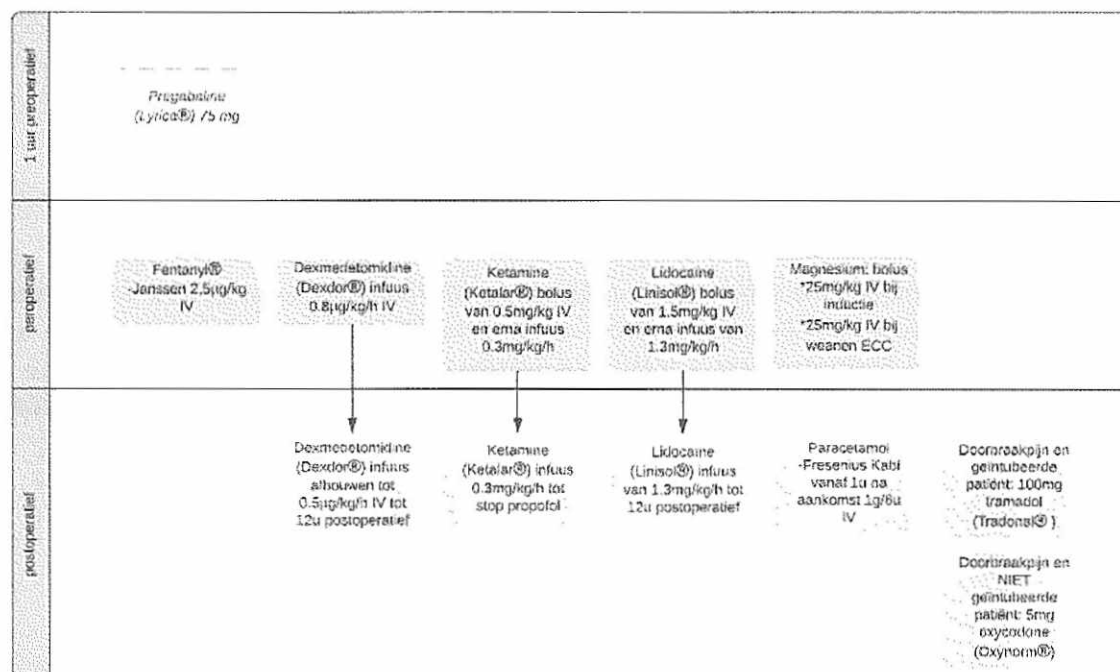 1 uur preoperatief
Pregabaline
(Lyrica®) 75 mg
peroperatief
Fentanyl®
-Janssen 2,5µg/kg
IV
Dexmedetomidine
(Dexdor®) infuus
0.8µg/kg/h IV
Ketamine
(Ketalar®) bolus
van 0.5mg/kg IV
en erna infuus
0.3mg/kg/h
Lidocaine
(Linisol®) bolus
van 1.5mg/kg IV
en erna infuus van
1.3mg/kg/h
Magnesium: bolus
*25mg/kg IV bij
inductie
*25mg/kg IV bij
weanen ECC
postoperatief
Dexmedetomidine
(Dexdor®) infuus
afbouwen tot
0.5µg/kg/h IV tot
12u postoperatief
Ketamine
(Ketalar®) infuus
0.3mg/kg/h tot
stop propofol
Lidocaine
(Linisol®) infuus
van 1.3mg/kg/h tot
12u postoperatief
Paracetamol
-Fresenius Kabi
vanaf 1u na
aankomst 1g/6u
IV
Doorbraakpijn en
geïntubeerde
patiënt: 100mg
tramadol
(Tradonal®)
Doorbraakpijn en
NIET
geïntubeerde
patiënt: 5mg
oxycodone
(Oxynorm®)